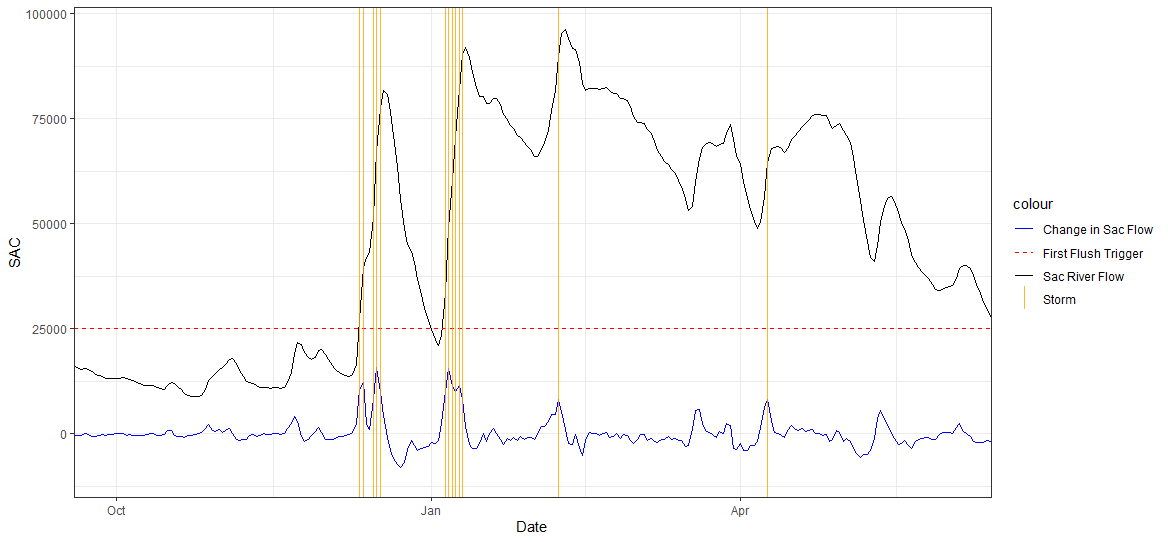 100000
75000
50000
25000
0
SAC
Oct
Jan
Apr
Date
colour
Change in Sac Flow
First Flush Trigger
Sac River Flow
Storm